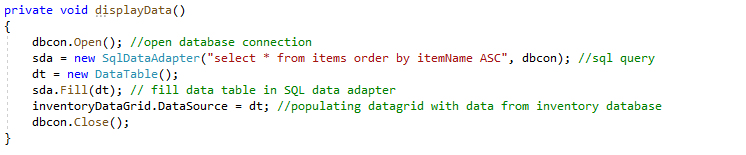 private void displayData()
{
dbcon.Open(); //open database connection
sda = new SqlDataAdapter("select * from items order by itemName ASC", dbcon); //sql query
dt = new DataTable();
sda.Fill(dt); // fill data table in SQL data adapter
inventoryDataGrid.DataSource = dt; //populating datagrid with data from inventory database
dbcon.Close();
}